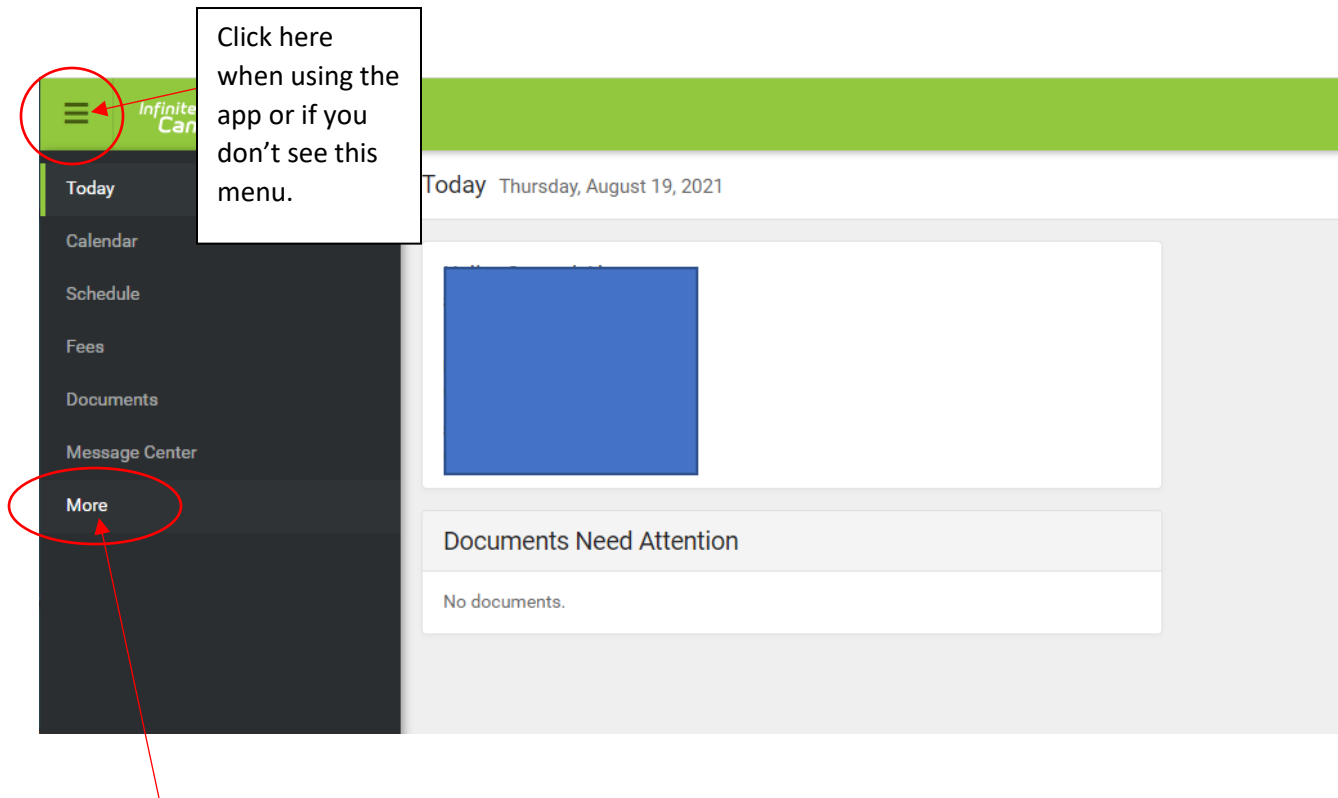 Click here
when using the
app or if you
don’t see this
menu.
Infinite
Today
Today Thursday, August 19, 2021
Calendar
Schedule
Fees
Documents
Message Center
More
Documents Need Attention
No documents.